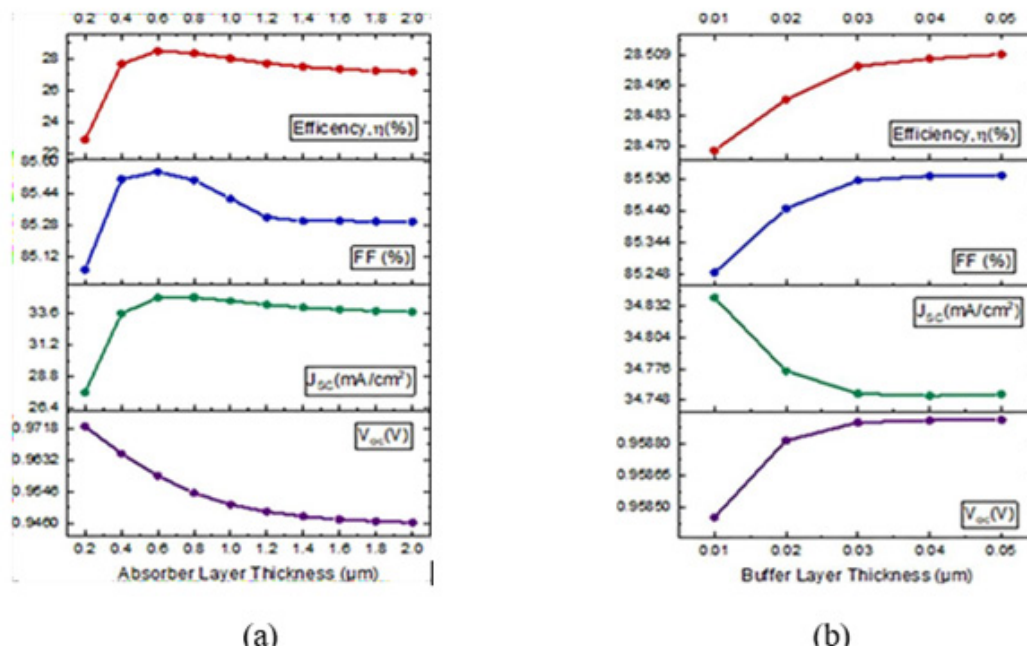 0.2 0.4 0.6 0.8 1.0 1.2 1.4 1.6 1.8 2.0
28
26
24
22
Efficency, η(%)
85.60
85.44
85.28
85.12
FF (%)
33.6
31.2
28.8
26.4
J_SC(mA/cm²)
0.9718
0.9632
0.9546
0.9460
V_oc(V)
0.2 0.4 0.6 0.8 1.0 1.2 1.4 1.6 1.8 2.0
Absorber Layer Thickness (μm)
(a)
0.01 0.02 0.03 0.04 0.05
28.509
28.496
28.483
28.470
Efficiency, η(%)
85.536
85.440
85.344
85.248
FF (%)
34.832
34.804
34.776
34.748
J_SC(mA/cm²)
0.95880
0.95865
0.95850
V_oc(V)
0.01 0.02 0.03 0.04 0.05
Buffer Layer Thickness (μm)
(b)